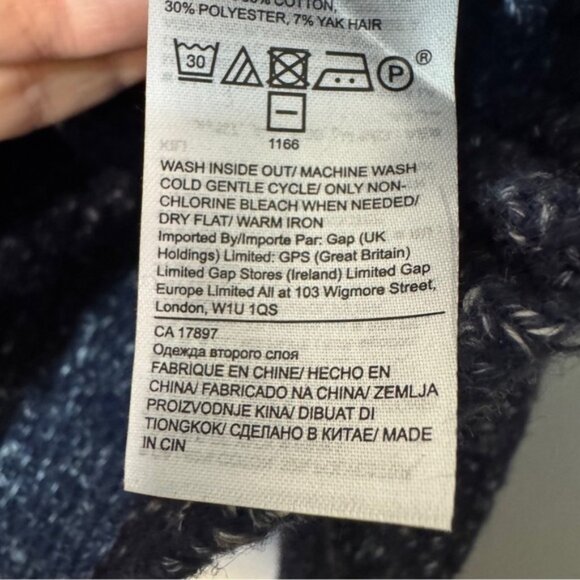 COTTON,
30% POLYESTER, 7% YAK HAIR
30 P ®
1166
WASH INSIDE OUT/ MACHINE WASH
COLD GENTLE CYCLE/ ONLY NON-
CHLORINE BLEACH WHEN NEEDED/
DRY FLAT/ WARM IRON
Imported By/Importe Par: Gap (UK
Holdings) Limited: GPS (Great Britain)
Limited Gap Stores (Ireland) Limited Gap
Europe Limited All at 103 Wigmore Street,
London, W1U 1QS
CA 17897
Одежда второго слоя
FABRIQUE EN CHINE/ HECHO EN
CHINA/ FABRICADO NA CHINA/ ZEMLJA
PROIZVODNJE KINA/ DIBUAT DI
TIONGKOK/ СДЕЛАНО В КИТАЕ/ MADE
IN CIN